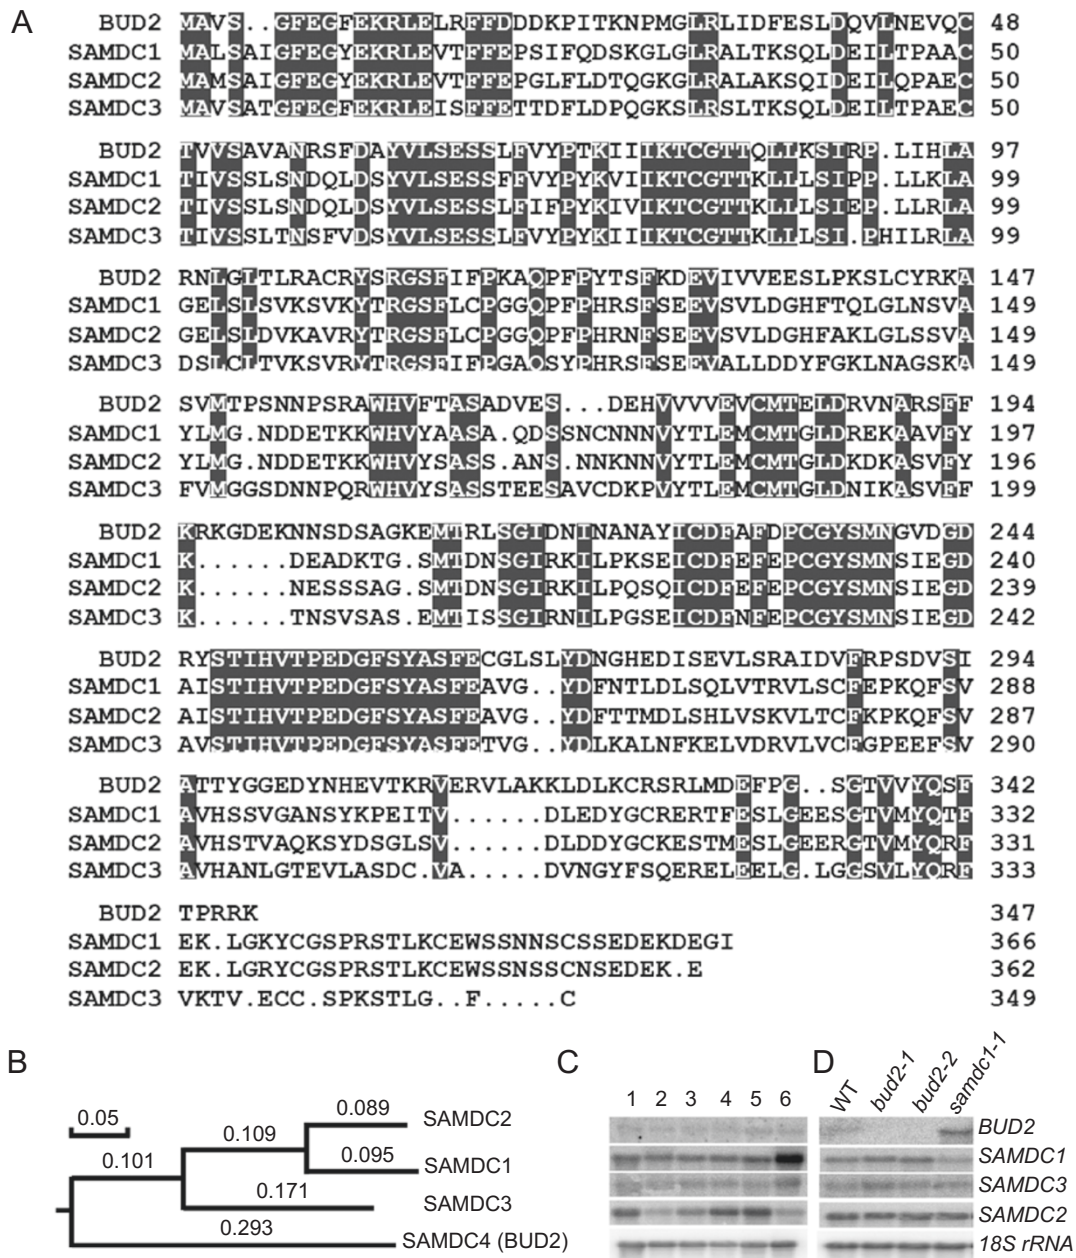 A
BUD2 MAVS..GFEGFEKRLELRFFDDDKPITKNPMGLRLIDFESLDQVLNEVQC 48
SAMDC1 MALSAIGFEGYEKRLEVTFFEPSIFQDSKGLGLRALTKSQLDEILTPAAC 50
SAMDC2 MAMSAIGFEGYEKRLEVTFFEPGLFLDTQGKGLRALAKSQIDEILQPAEC 50
SAMDC3 MAVSATGFEGFEKRLEISFFETTDFLDPQGKSLRSLTKSQLDEILTPAEC 50
BUD2 TVVSAVANRSFDAYVLSESSLFVYPTKIIIKTCGTTQLLKSIRP.LIHLA 97
SAMDC1 TIVSSLSNDQLDSYVLSESSFFVYPYKVIIKTCGTTKLLLSIPP.LLKLA 99
SAMDC2 TIVSSLSNDQLDSYVLSESSLFIFPYKIVIKTCGTTKLLLSIEP.LLRLA 99
SAMDC3 TIVSSLTNSFVDSYVLSESSLFVYPYKIIIKTCGTTKLLLSI.PHILRLA 99
BUD2 RNLGLTLRACRYSRGSFIFPKAQPFPYTSFKDEVIVVEESLPKSLCYRKA 147
SAMDC1 GELSLSVKSVKYTRGSFLCPGGQPFPHRSFSEEVSVLDGHFTQLGLNSVA 149
SAMDC2 GELSLDVKAVRYTRGSFLCPGGQPFPHRNFSEEVSVLDGHFAKLGLSSVA 149
SAMDC3 DSLCLTVKSVRYTRGSFIFPGAQSYPHRSFSEEVALLDDYFGKLNAGSKA 149
BUD2 SVMTPSNNPSRAWHVFTASADVES...DEHVVVVEVCMTELDRVNARSFF 194
SAMDC1 YLMG.NDDETKKWHVYAASA.QDSSNCNNNVYTLEMCMTGLDREKAAVFY 197
SAMDC2 YLMG.NDDETKKWHVYSASS.ANS.NNKNNVYTLEMCMTGLDKDKASVFY 196
SAMDC3 FVMGGSDNNPQRWHVYSASSTEESAVCDKPVYTLEMCMTGLDNIKASVFF 199
BUD2 KRKGDEKNNSDSAGKEMTRLSGIDNINANAYICDFAFDPCGYSMNGVDGD 244
SAMDC1 K......DEADKTG.SMTDNSGIRKILPKSEICDFEFEPCGYSMNSIEGD 240
SAMDC2 K......NESSSAG.SMTDNSGIRKILPQSQICDFEFEPCGYSMNSIEGD 239
SAMDC3 K......TNSVSAS.EMTISSGIRNILPGSEICDFNFEPCGYSMNSIEGD 242
BUD2 RYSTIHVTPEDGFSYASFECGLSLYDNGHEDISEVLSRAIDVFRPSDVSI 294
SAMDC1 AISTIHVTPEDGFSYASFEAVG..YDFNTLDLSQLVTRVLSCFEPKQFSV 288
SAMDC2 AISTIHVTPEDGFSYASFEAVG..YDFTTMDLSHLVSKVLTCFKPKQFSV 287
SAMDC3 AVSTIHVTPEDGFSYASFETVG..YDLKALNFKELVDRVLVCFGPEEFSV 290
BUD2 ATTYGGEDYNHEVTKRVERVLAKKLDLKCRSRLMDEFPG..SGTVVYQSF 342
SAMDC1 AVHSSVGANSYKPEITV......DLEDYGCRERTFESLGEESGTVMYQTF 332
SAMDC2 AVHSTVAQKSYDSGLSV......DLDDYGCKESTMESLGEERGTVMYQRF 331
SAMDC3 AVHANLGTEVLASDC.VA.....DVNGYFSQERELEELG.LGGSVLYQRF 333
BUD2 TPRRK 347
SAMDC1 EK.LGKYCGSPRSTLKCEWSSNNSCSSEDEKDEGI 366
SAMDC2 EK.LGRYCGSPRSTLKCEWSSNSSCNSEDEK.E 362
SAMDC3 VKTV.ECC.SPKSTLG..F.....C 349
B
0.05
0.089
SAMDC2
0.109
0.095
SAMDC1
0.101
0.171
SAMDC3
0.293
SAMDC4 (BUD2)
C
1 2 3 4 5 6
D
WT bud2-1 bud2-2 samdc1-1
BUD2
SAMDC1
SAMDC3
SAMDC2
18S rRNA